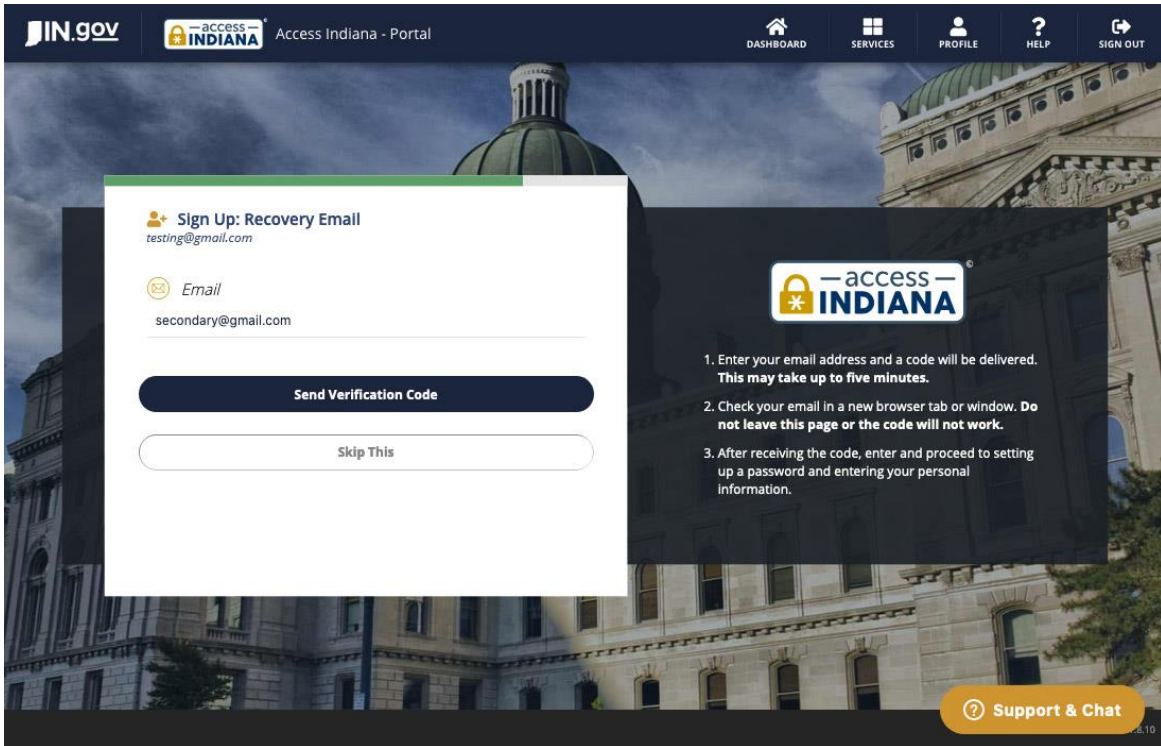 IN.gov
access
INDIANA
Access Indiana - Portal
DASHBOARD
SERVICES
PROFILE
?
HELP
SIGN OUT
Sign Up: Recovery Email
testing@gmail.com
Email
secondary@gmail.com
Send Verification Code
Skip This
access
INDIANA
©
1. Enter your email address and a code will be delivered.
This may take up to five minutes.
2. Check your email in a new browser tab or window. Do
not leave this page or the code will not work.
3. After receiving the code, enter and proceed to setting
up a password and entering your personal
information.
? Support & Chat
.8.10